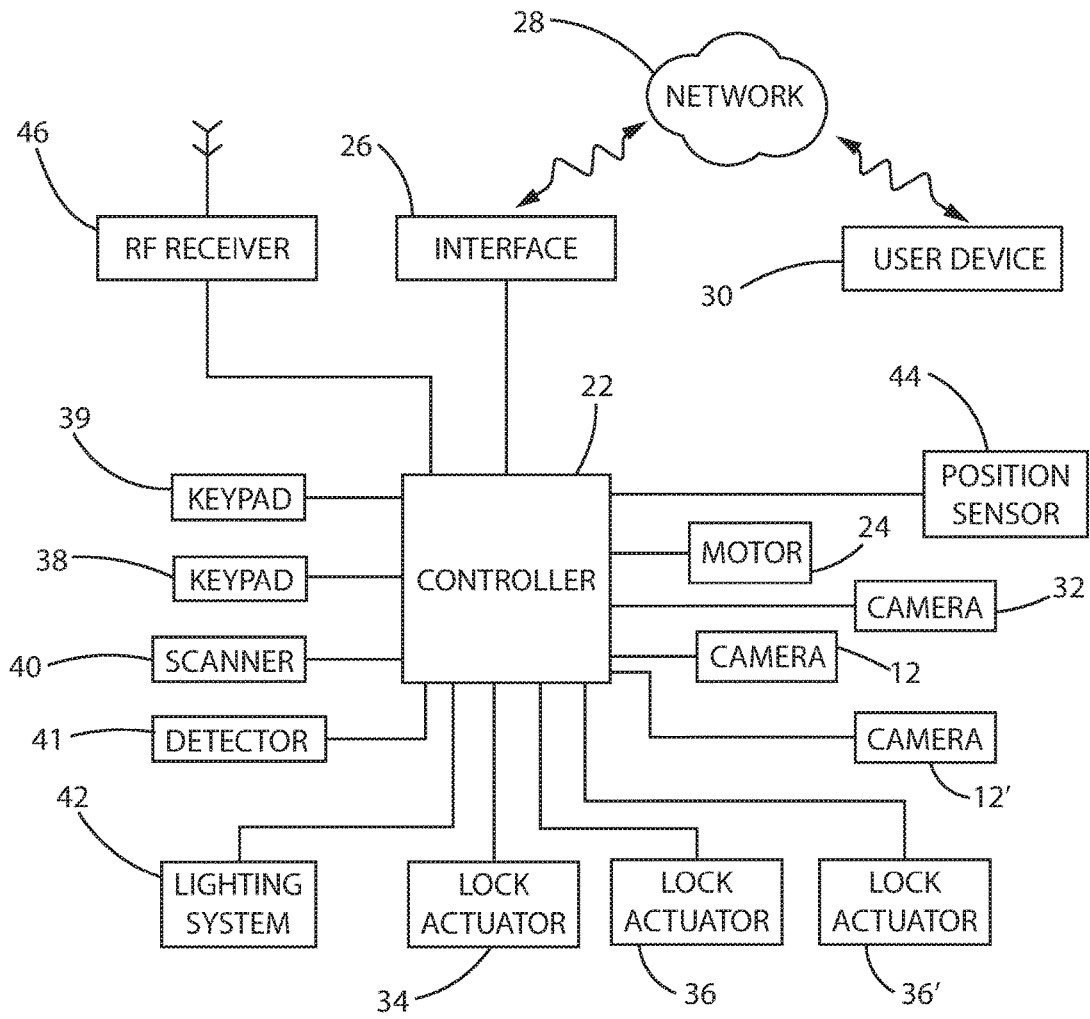 28
NETWORK
46
26
RF RECEIVER
INTERFACE
USER DEVICE
30
22
44
39
KEYPAD
POSITION
SENSOR
MOTOR
24
38
KEYPAD
CONTROLLER
CAMERA
32
40
SCANNER
CAMERA
12
41
DETECTOR
CAMERA
12′
42
LIGHTING
SYSTEM
LOCK
ACTUATOR
LOCK
ACTUATOR
LOCK
ACTUATOR
34
36
36′